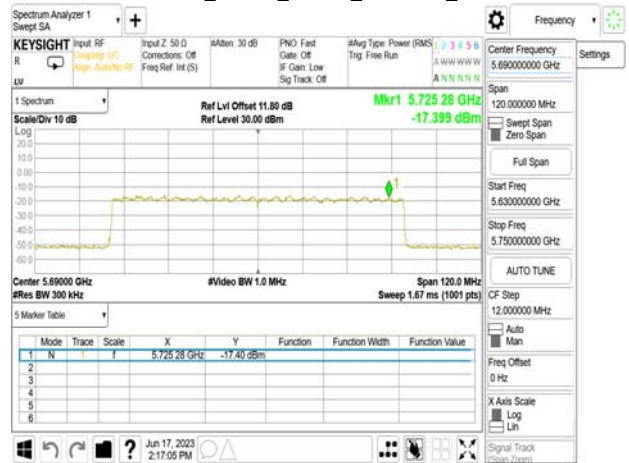 Spectrum Analyzer 1
Swept SA
+
Frequency
Settings
KEYSIGHT
R
LVI
Input: RF
Coupling: DC
Align: Auto/No RF
Input Z: 50 Ω
Corrections: Off
Freq Ref: Int (S)
#Atten: 30 dB
PNO: Fast
Gate: Off
IF Gain: Low
Sig Track: Off
#Avg Type: Power (RMS
Trig: Free Run
1 2 3 4 5 6
A W W W W W
A N N N N N
1 Spectrum
Scale/Div 10 dB
Ref Lvl Offset 11.80 dB
Ref Level 30.00 dBm
Mkr1 5.725 28 GHz
-17.399 dBm
Log
20.0
10.0
0.00
-10.0
-20.0
-30.0
-40.0
-50.0
-60.0
1
Center 5.69000 GHz
#Res BW 300 kHz
#Video BW 1.0 MHz
Span 120.0 MHz
Sweep 1.67 ms (1001 pts)
5 Marker Table
Mode Trace Scale X Y Function Function Width Function Value
1 N 1 f 5.725 28 GHz -17.40 dBm
2
3
4
5
6
?
Jun 17, 2023
2:17:05 PM
Center Frequency
5.690000000 GHz
Span
120.000000 MHz
Swept Span
Zero Span
Full Span
Start Freq
5.630000000 GHz
Stop Freq
5.750000000 GHz
AUTO TUNE
CF Step
12.000000 MHz
Auto
Man
Freq Offset
0 Hz
X Axis Scale
Log
Lin
Signal Track
(Span Zoom)